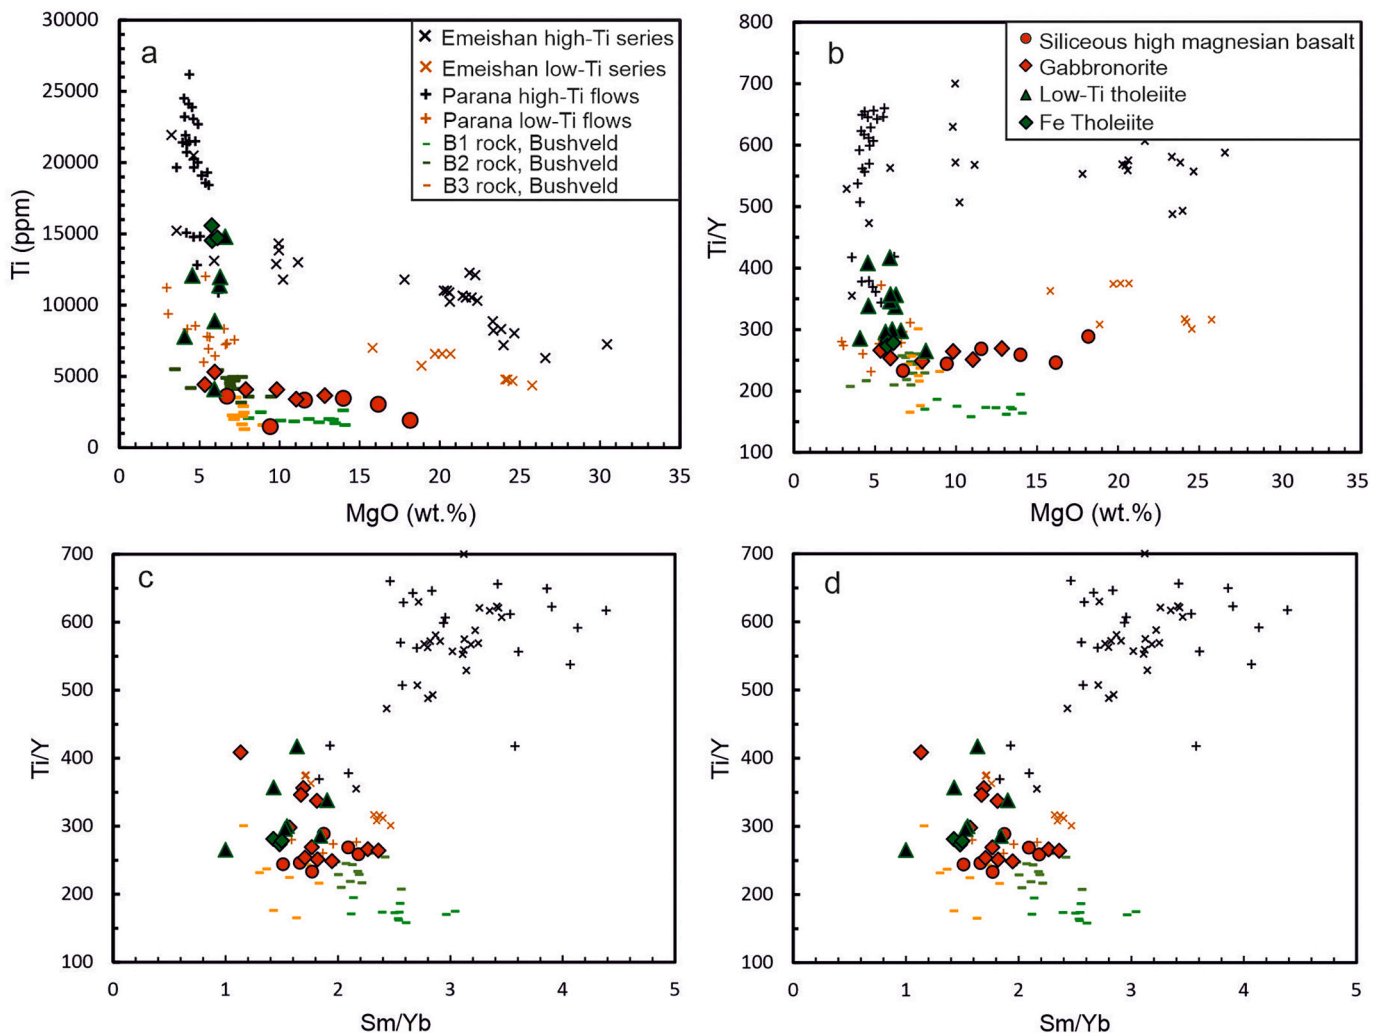 a
Emeishan high-Ti series
Emeishan low-Ti series
Parana high-Ti flows
Parana low-Ti flows
B1 rock, Bushveld
B2 rock, Bushveld
B3 rock, Bushveld
30000
25000
20000
15000
10000
5000
0
Ti (ppm)
0 5 10 15 20 25 30 35
MgO (wt.%)
b
Siliceous high magnesian basalt
Gabbronorite
Low-Ti tholeiite
Fe Tholeiite
800
700
600
500
400
300
200
100
Ti/Y
0 5 10 15 20 25 30 35
MgO (wt.%)
c
700
600
500
400
300
200
100
Ti/Y
0 1 2 3 4 5
Sm/Yb
d
700
600
500
400
300
200
100
Ti/Y
0 1 2 3 4 5
Sm/Yb